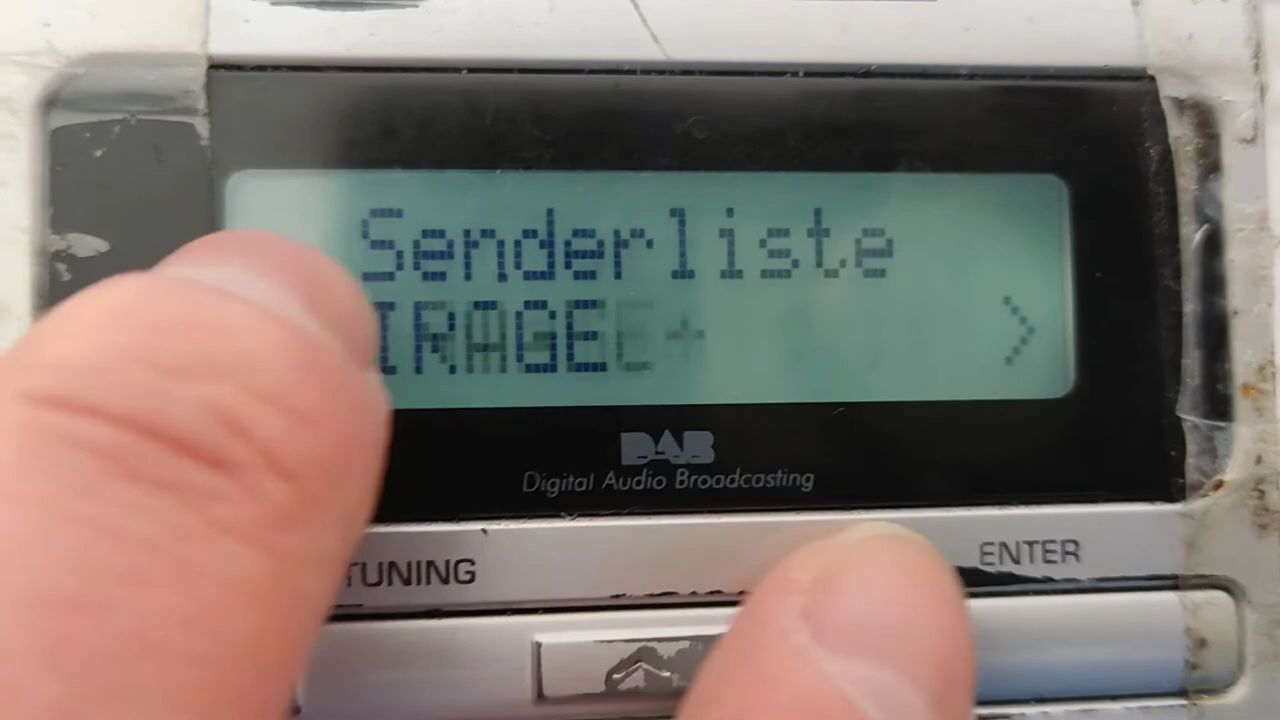 Senderliste
IRAGE
>
DAB
Digital Audio Broadcasting
TUNING
ENTER